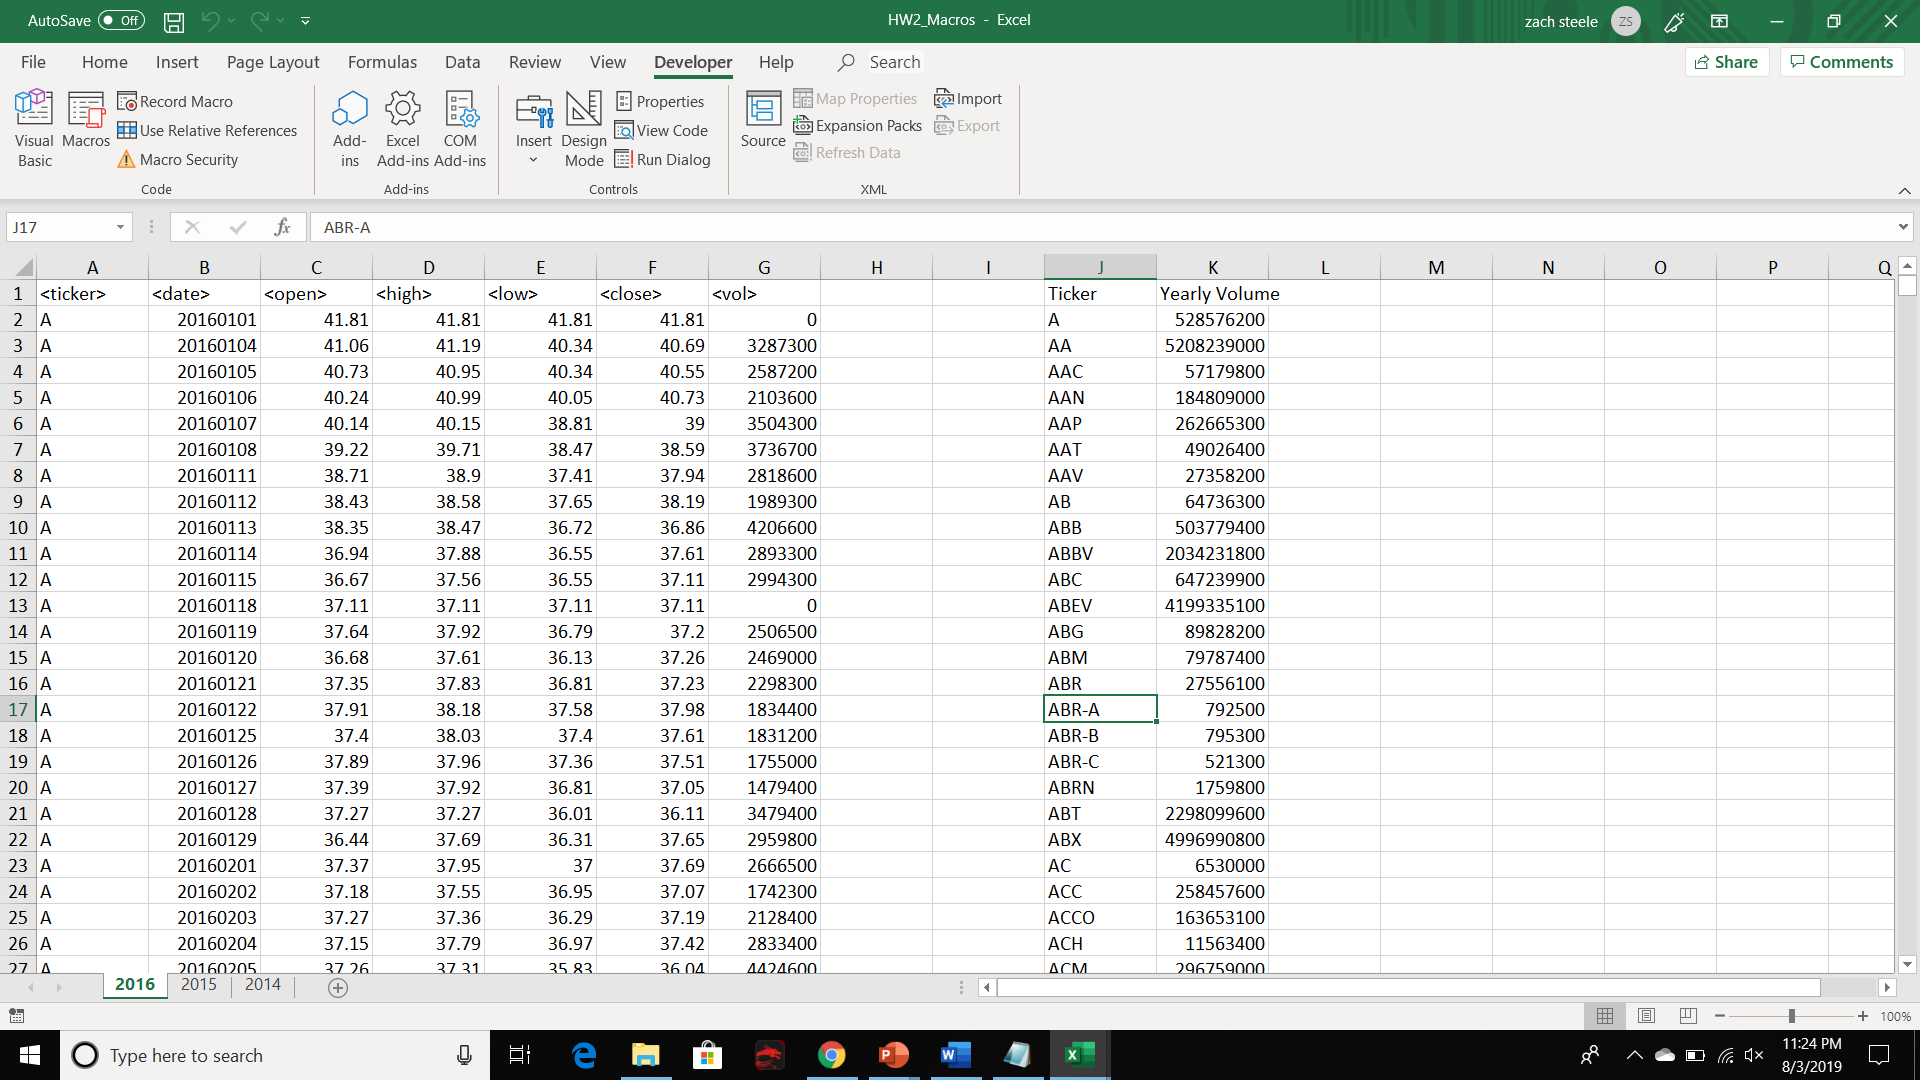 AutoSave Off HW2_Macros - Excel zach steele ZS
File Home Insert Page Layout Formulas Data Review View Developer Help Search Share Comments
Visual Basic
Macros
Record Macro
Use Relative References
Macro Security
Code
Add-ins
Excel Add-ins
COM Add-ins
Add-ins
Insert
Design Mode
Properties
View Code
Run Dialog
Controls
Source
Map Properties
Expansion Packs
Refresh Data
Import
Export
XML
J17 fx ABR-A
A B C D E F G H I J K L M N O P Q
1 <ticker> <date> <open> <high> <low> <close> <vol> Ticker Yearly Volume
2 A 20160101 41.81 41.81 41.81 41.81 0 A 528576200
3 A 20160104 41.06 41.19 40.34 40.69 3287300 AA 5208239000
4 A 20160105 40.73 40.95 40.34 40.55 2587200 AAC 57179800
5 A 20160106 40.24 40.99 40.05 40.73 2103600 AAN 184809000
6 A 20160107 40.14 40.15 38.81 39 3504300 AAP 262665300
7 A 20160108 39.22 39.71 38.47 38.59 3736700 AAT 49026400
8 A 20160111 38.71 38.9 37.41 37.94 2818600 AAV 27358200
9 A 20160112 38.43 38.58 37.65 38.19 1989300 AB 64736300
10 A 20160113 38.35 38.47 36.72 36.86 4206600 ABB 503779400
11 A 20160114 36.94 37.88 36.55 37.61 2893300 ABBV 2034231800
12 A 20160115 36.67 37.56 36.55 37.11 2994300 ABC 647239900
13 A 20160118 37.11 37.11 37.11 37.11 0 ABEV 4199335100
14 A 20160119 37.64 37.92 36.79 37.2 2506500 ABG 89828200
15 A 20160120 36.68 37.61 36.13 37.26 2469000 ABM 79787400
16 A 20160121 37.35 37.83 36.81 37.23 2298300 ABR 27556100
17 A 20160122 37.91 38.18 37.58 37.98 1834400 ABR-A 792500
18 A 20160125 37.4 38.03 37.4 37.61 1831200 ABR-B 795300
19 A 20160126 37.89 37.96 37.36 37.51 1755000 ABR-C 521300
20 A 20160127 37.39 37.92 36.81 37.05 1479400 ABRN 1759800
21 A 20160128 37.27 37.27 36.01 36.11 3479400 ABT 2298099600
22 A 20160129 36.44 37.69 36.31 37.65 2959800 ABX 4996990800
23 A 20160201 37.37 37.95 37 37.69 2666500 AC 6530000
24 A 20160202 37.18 37.55 36.95 37.07 1742300 ACC 258457600
25 A 20160203 37.27 37.36 36.29 37.19 2128400 ACCO 163653100
26 A 20160204 37.15 37.79 36.97 37.42 2833400 ACH 11563400
27 A 20160205 37.26 37.31 35.83 36.04 4424600 ACM 296759000
2016 2015 2014
100%
Type here to search
11:24 PM
8/3/2019